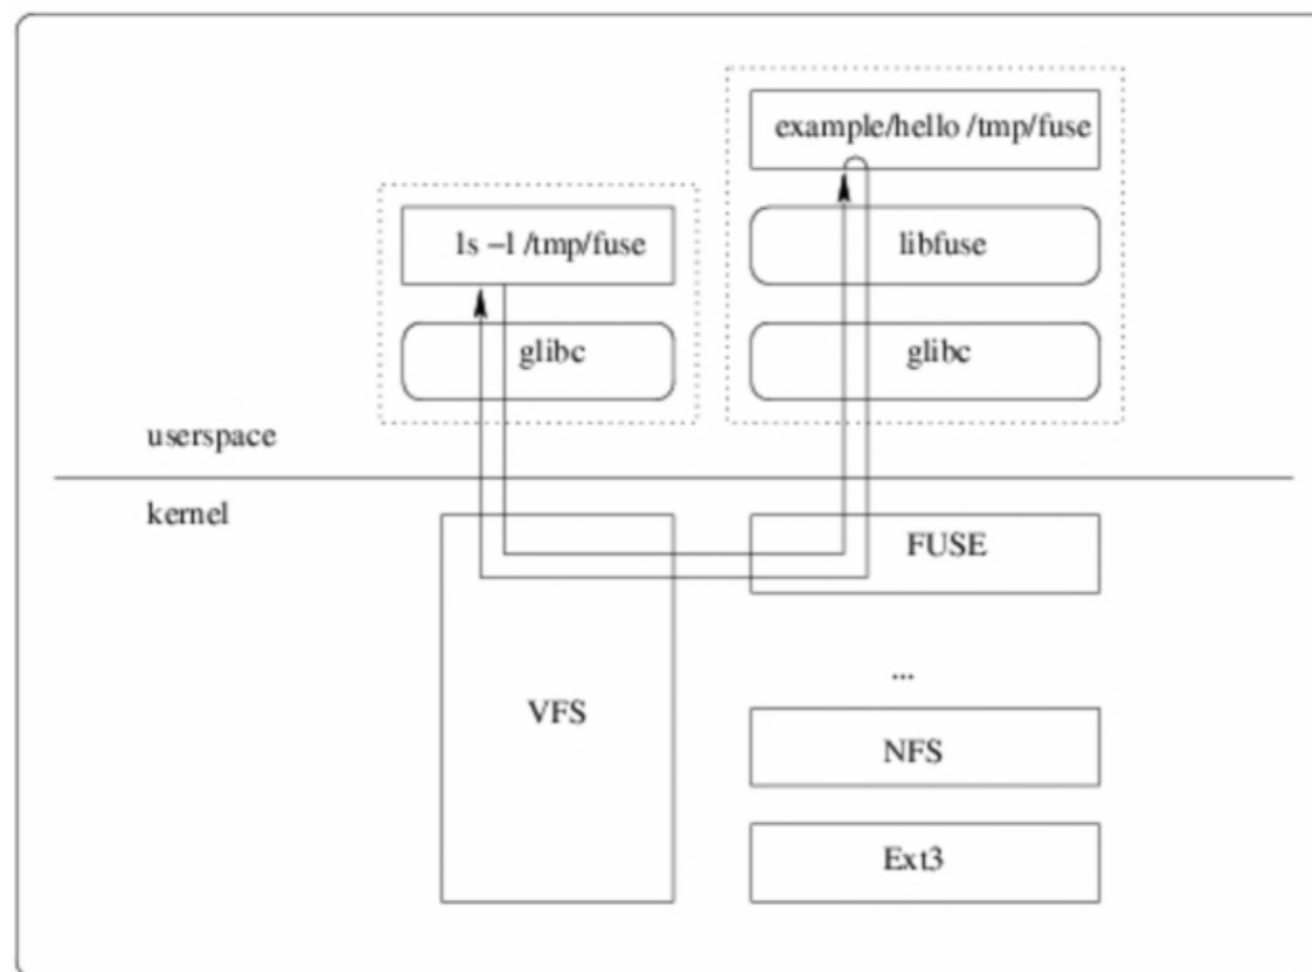 example/hello /tmp/fuse
ls –l /tmp/fuse
libfuse
glibc
glibc
userspace
kernel
FUSE
...
VFS
NFS
Ext3